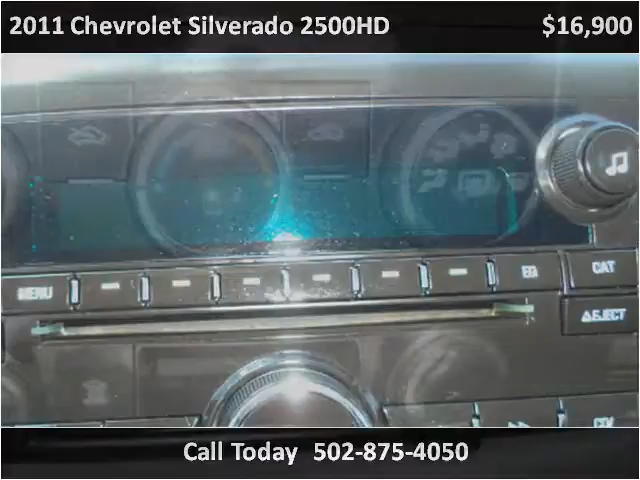 2011 Chevrolet Silverado 2500HD $16,900
MENU EQ CAT
EJECT
Call Today 502-875-4050